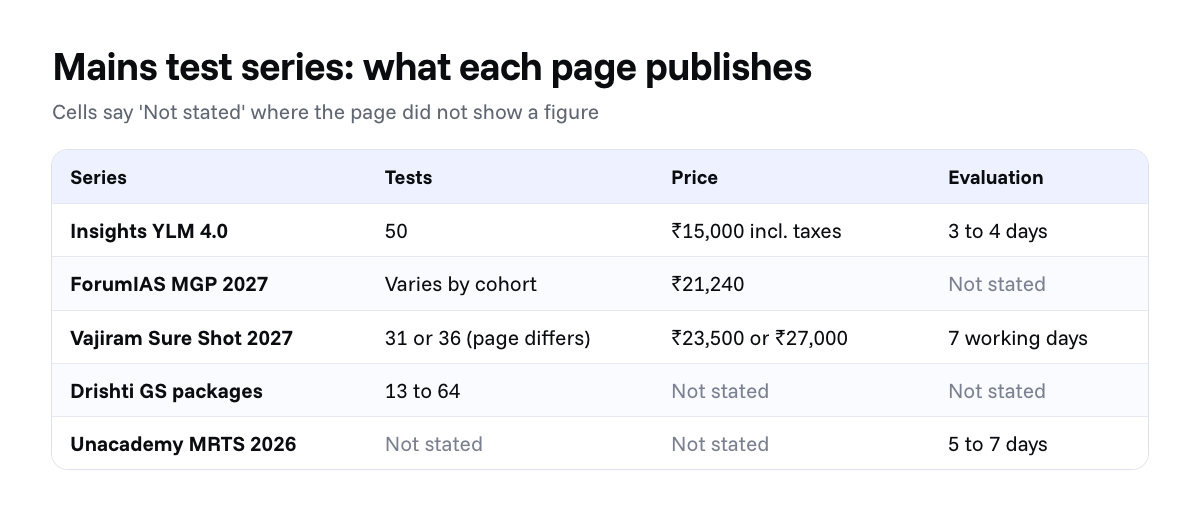 Mains test series: what each page publishes
Cells say 'Not stated' where the page did not show a figure
Series Tests Price Evaluation
Insights YLM 4.0 50 ₹15,000 incl. taxes 3 to 4 days
ForumIAS MGP 2027 Varies by cohort ₹21,240 Not stated
Vajiram Sure Shot 2027 31 or 36 (page differs) ₹23,500 or ₹27,000 7 working days
Drishti GS packages 13 to 64 Not stated Not stated
Unacademy MRTS 2026 Not stated Not stated 5 to 7 days